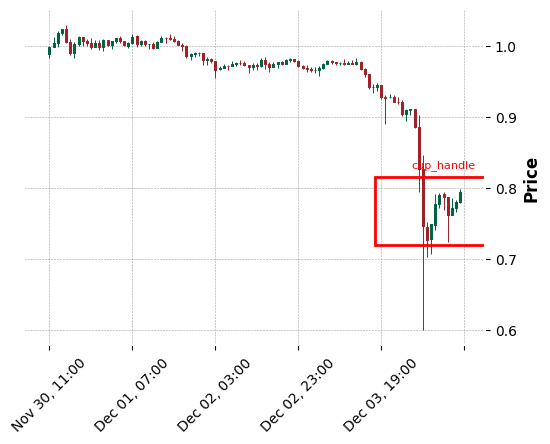 cup_handle
1.0
0.9
0.8
0.7
0.6
Price
Nov 30, 11:00
Dec 01, 07:00
Dec 02, 03:00
Dec 02, 23:00
Dec 03, 19:00